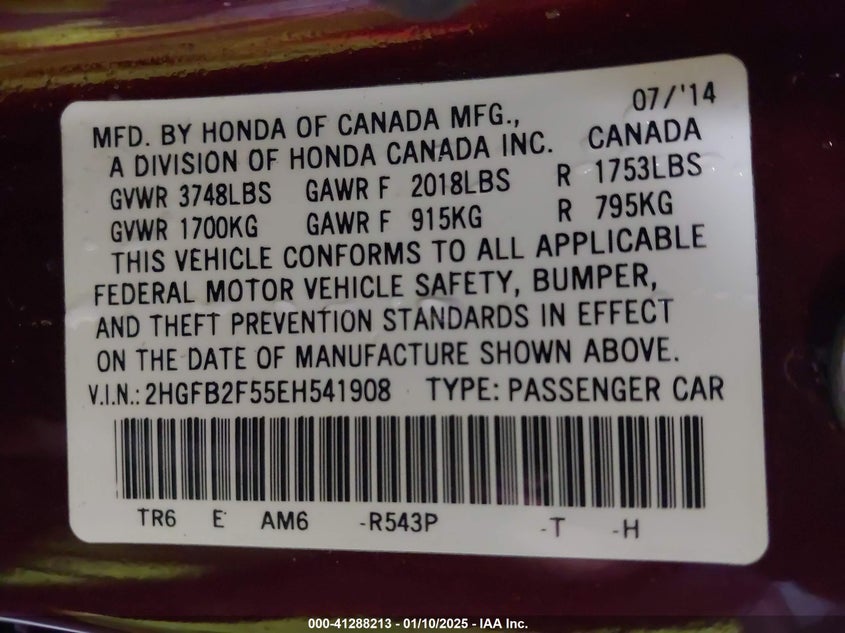 07/'14
MFD. BY HONDA OF CANADA MFG.,
A DIVISION OF HONDA CANADA INC. CANADA
GVWR 3748LBS GAWR F 2018LBS R 1753LBS
GVWR 1700KG GAWR F 915KG R 795KG
THIS VEHICLE CONFORMS TO ALL APPLICABLE
FEDERAL MOTOR VEHICLE SAFETY, BUMPER,
AND THEFT PREVENTION STANDARDS IN EFFECT
ON THE DATE OF MANUFACTURE SHOWN ABOVE.
V.I.N.: 2HGFB2F55EH541908 TYPE: PASSENGER CAR
TR6 E AM6 -R543P -T -H
000-41288213 - 01/10/2025 - IAA Inc.